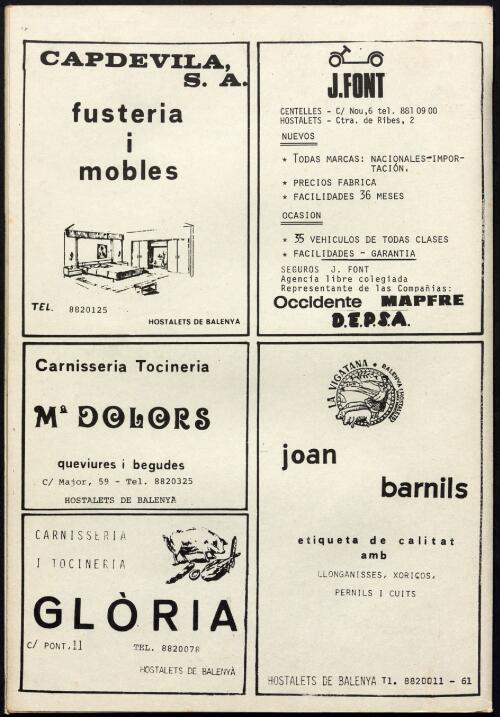 CAPDEVILA,
S. A.
fusteria
i
mobles
TEL. 8820125
HOSTALETS DE BALENYA
J.FONT
CENTELLES - C/ Nou,6 tel. 881 09 00
HOSTALETS - Ctra. de Ribes, 2
NUEVOS
* TODAS MARCAS: NACIONALES-IMPOR-
TACIÓN.
* PRECIOS FABRICA
* FACILIDADES 36 MESES
OCASION
* 35 VEHICULOS DE TODAS CLASES
* FACILIDADES - GARANTIA
SEGUROS J. FONT
Agencia libre colegiada
Representante de las Compañias:
Occidente MAPFRE
D.E.P.S.A.
Carnisseria Tocineria
Mª DOLORS
queviures i begudes
C/ Major, 59 - Tel. 8820325
HOSTALETS DE BALENYÀ
CARNISSERIA
I TOCINERIA
GLÒRIA
C/ PONT,11 TEL. 8820078
HOSTALETS DE BALENYÀ
LA VIGATANA * BALENYÀ (HOSTALETS)
joan
barnils
etiqueta de calitat
amb
LLONGANISSES, XORIÇOS,
PERNILS I CUITS
HOSTALETS DE BALENYA Tl. 8820011 - 61